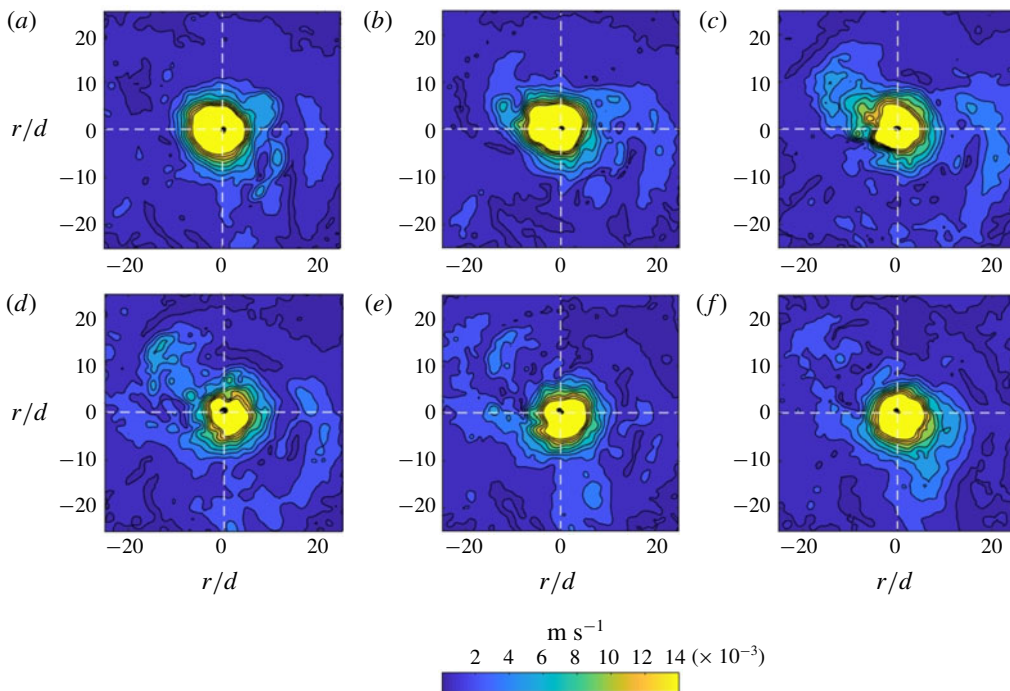 (a) (b) (c)
20 20 20
10 10 10
r/d 0 0 0
−10 −10 −10
−20 −20 −20
−20 0 20 −20 0 20 −20 0 20
(d) (e) (f)
20 20 20
10 10 10
r/d 0 0 0
−10 −10 −10
−20 −20 −20
−20 0 20 −20 0 20 −20 0 20
r/d r/d r/d
m s⁻¹
2 4 6 8 10 12 14 (× 10⁻³)